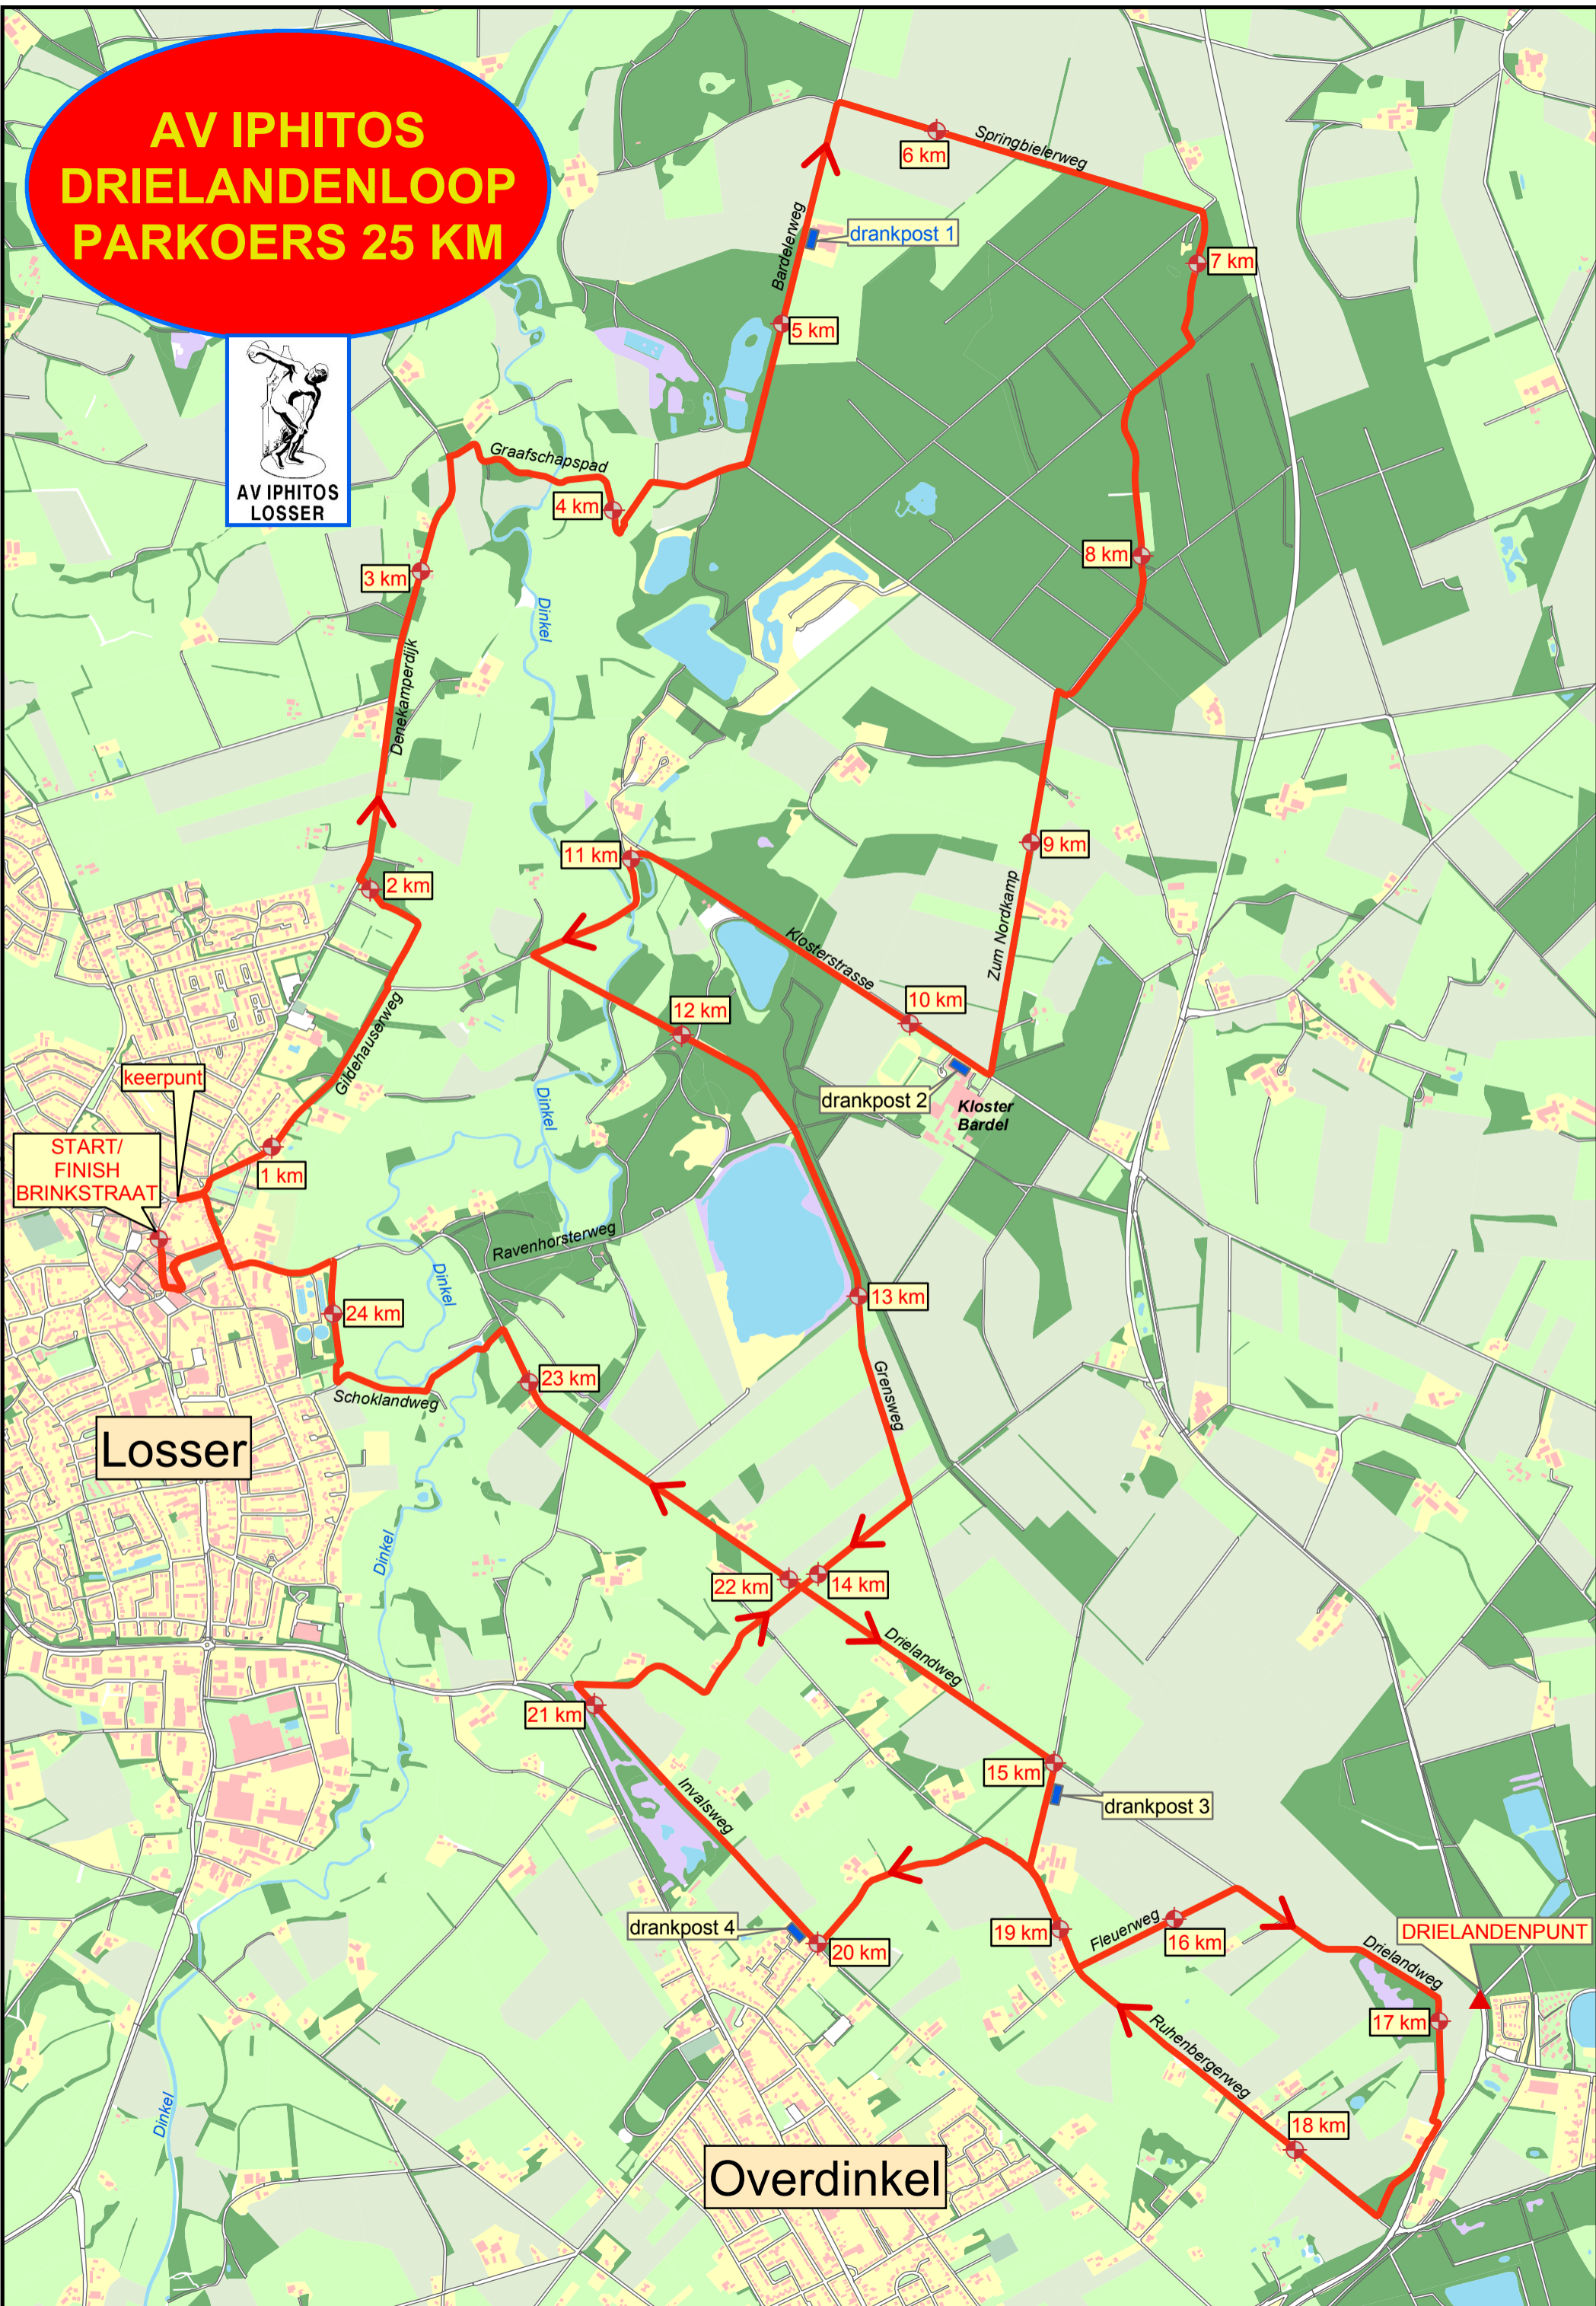 AV IPHITOS
DRIELANDENLOOP
PARKOERS 25 KM
AV IPHITOS
LOSSER
6 km
Springbielerweg
drankpost 1
Bardelerweg
7 km
5 km
Graafschapspad
4 km
8 km
3 km
Dinkel
Denekamperdijk
9 km
11 km
2 km
Zum Nordkamp
Klosterstrasse
10 km
12 km
Gildehauserweg
keerpunt
drankpost 2
Kloster
Bardel
Dinkel
START/
FINISH
BRINKSTRAAT
1 km
Ravenhorsterweg
Dinkel
24 km
13 km
23 km
Schoklandweg
Grensweg
Losser
Dinkel
22 km
14 km
Drielandweg
21 km
15 km
drankpost 3
Invalsweg
drankpost 4
20 km
19 km
Fleuerweg
16 km
DRIELANDENPUNT
Drielandweg
17 km
Ruhenbergerweg
Dinkel
18 km
Overdinkel